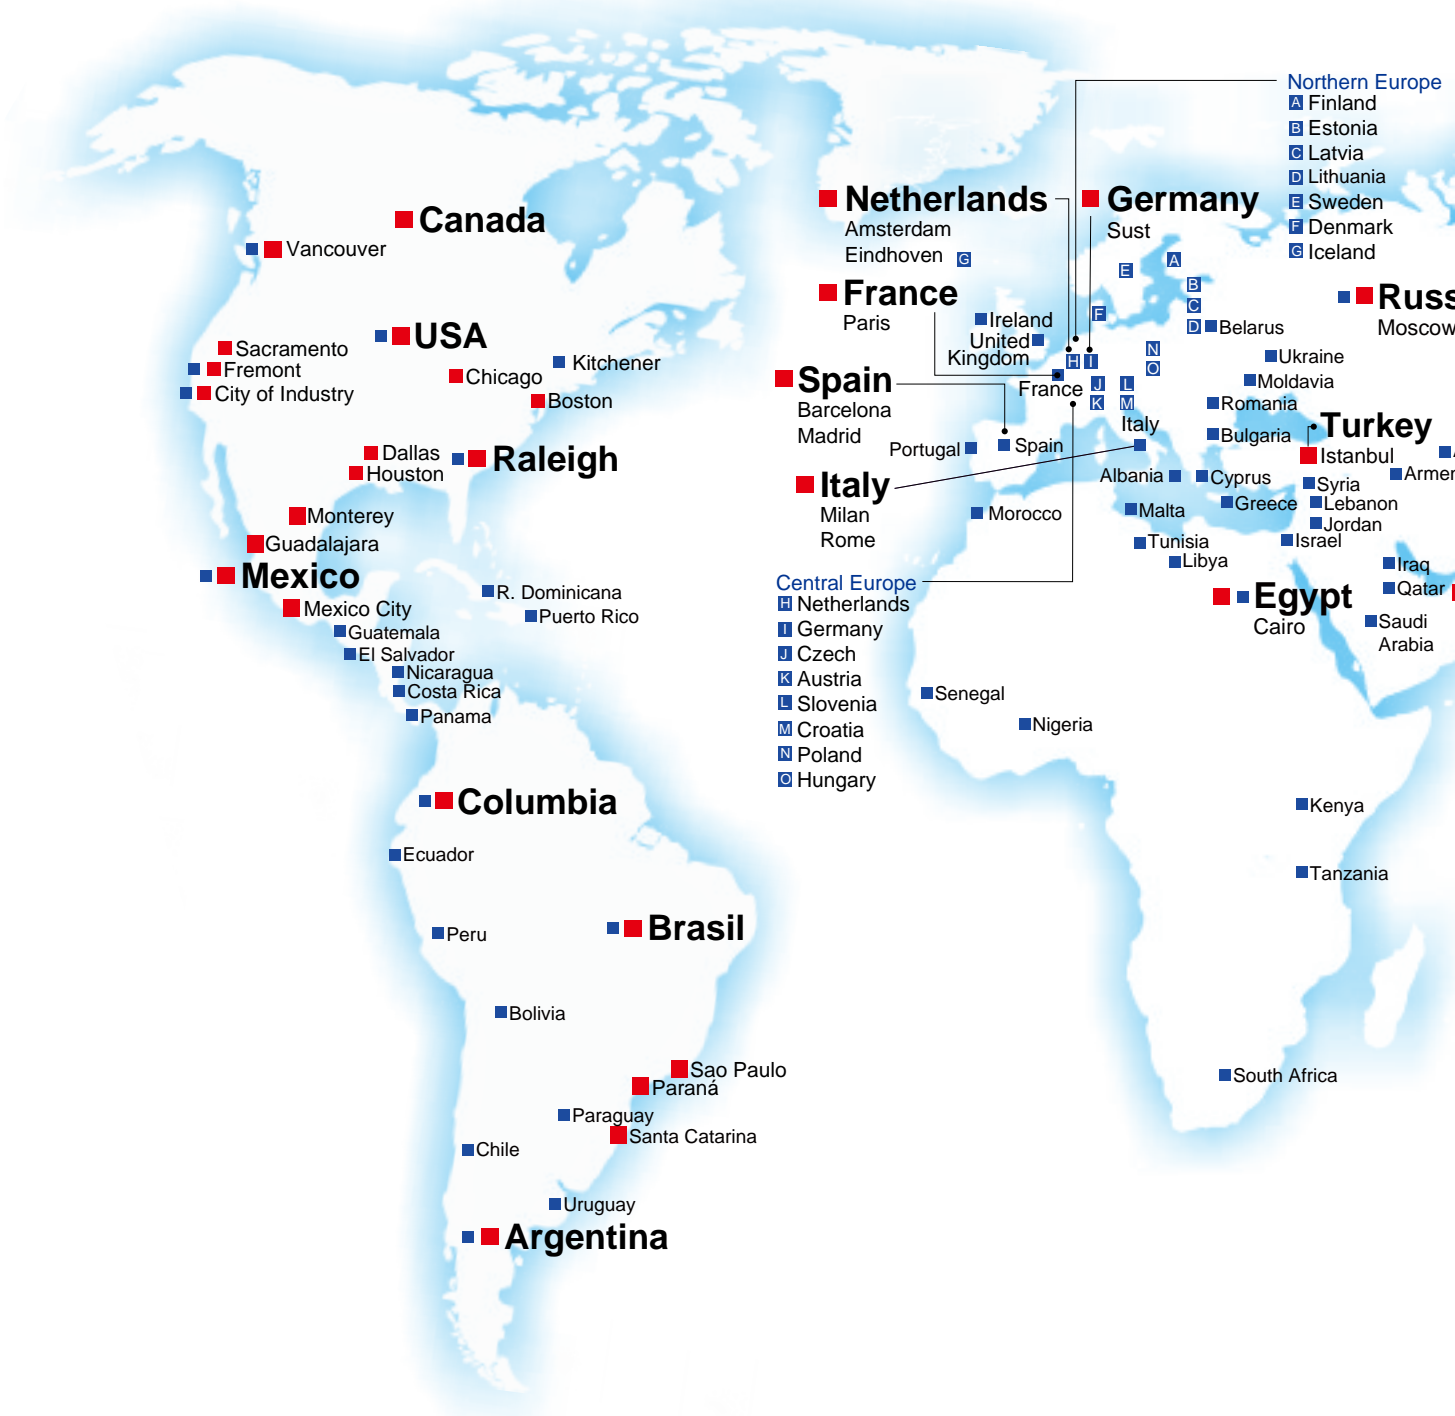 Northern Europe
A Finland
B Estonia
C Latvia
D Lithuania
E Sweden
F Denmark
G Iceland
Canada
Vancouver
USA
Sacramento
Fremont
City of Industry
Kitchener
Chicago
Boston
Dallas
Houston
Raleigh
Monterey
Guadalajara
Mexico
Mexico City
R. Dominicana
Puerto Rico
Guatemala
El Salvador
Nicaragua
Costa Rica
Panama
Columbia
Ecuador
Peru
Brasil
Bolivia
Sao Paulo
Paraná
Paraguay
Santa Catarina
Chile
Uruguay
Argentina
Netherlands
Amsterdam
Eindhoven
G
Germany
Sust
France
Paris
Ireland
United
Kingdom
France
Spain
Barcelona
Madrid
Portugal
Spain
Italy
Milan
Rome
Morocco
E
A
B
C
D
F
H
I
J
K
L
M
N
O
Belarus
Ukraine
Moldavia
Romania
Bulgaria
Italy
Albania
Cyprus
Greece
Malta
Tunisia
Libya
Russ
Moscow
Turkey
Istanbul
Armer
Syria
Lebanon
Jordan
Israel
Iraq
Qatar
Saudi
Arabia
Egypt
Cairo
Central Europe
H Netherlands
I Germany
J Czech
K Austria
L Slovenia
M Croatia
N Poland
O Hungary
Senegal
Nigeria
Kenya
Tanzania
South Africa